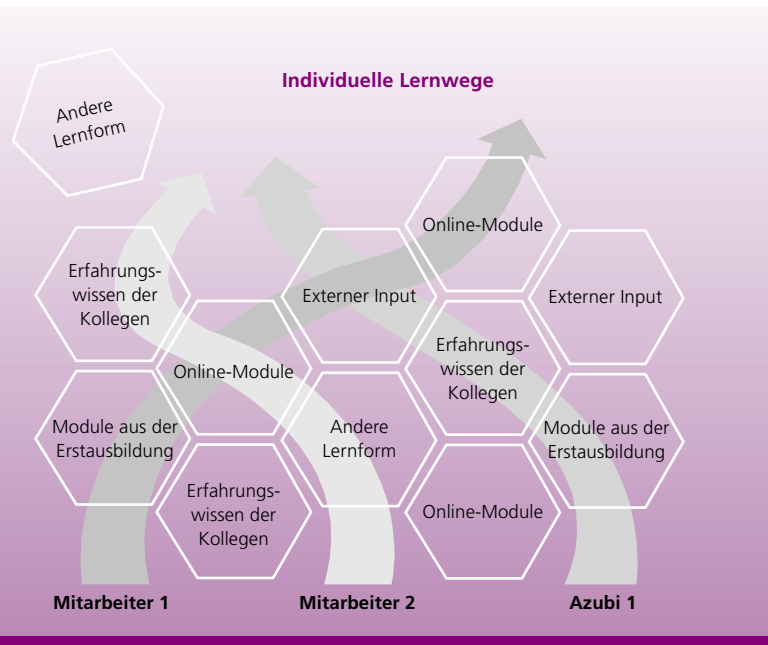 Individuelle Lernwege
Andere
Lernform
Online-Module
Erfahrungs-
wissen der
Kollegen
Externer Input
Externer Input
Online-Module
Erfahrungs-
wissen der
Kollegen
Module aus der
Erstausbildung
Andere
Lernform
Module aus der
Erstausbildung
Erfahrungs-
wissen der
Kollegen
Online-Module
Mitarbeiter 1
Mitarbeiter 2
Azubi 1